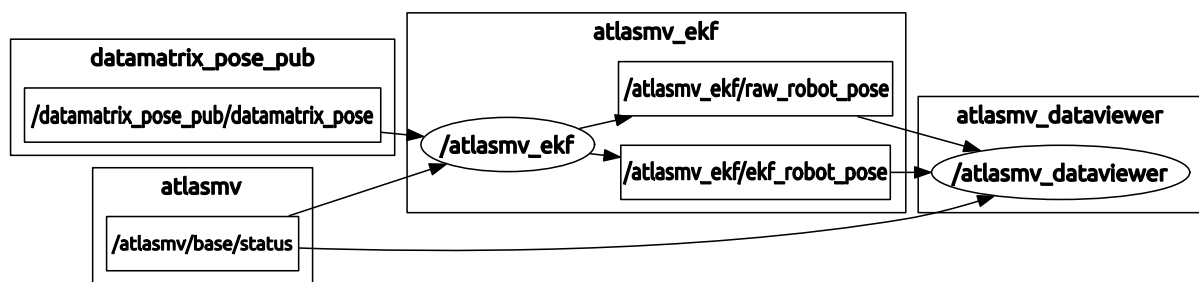 datamatrix_pose_pub
/datamatrix_pose_pub/datamatrix_pose
atlasmv
/atlasmv/base/status
atlasmv_ekf
/atlasmv_ekf
/atlasmv_ekf/raw_robot_pose
/atlasmv_ekf/ekf_robot_pose
atlasmv_dataviewer
/atlasmv_dataviewer